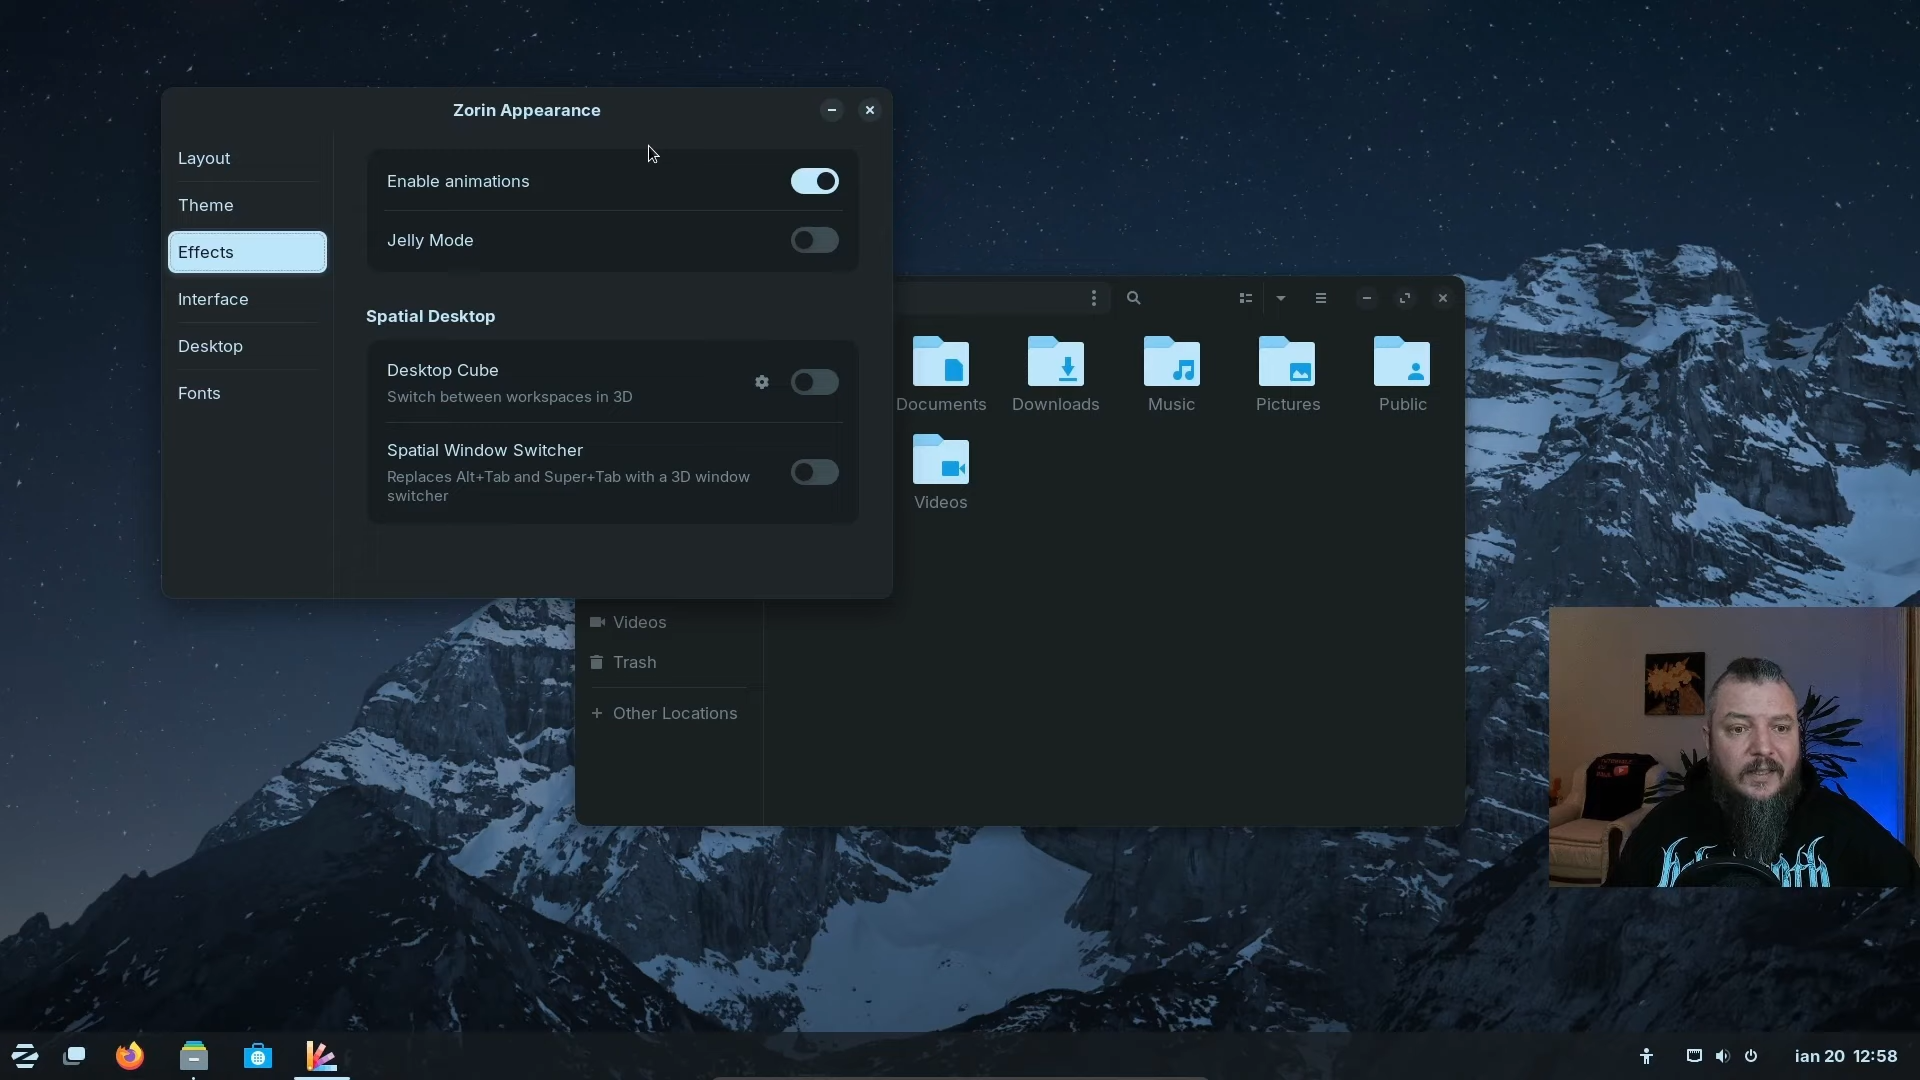 Zorin Appearance
Layout
Theme
Effects
Interface
Desktop
Fonts
Enable animations
Jelly Mode
Spatial Desktop
Desktop Cube
Switch between workspaces in 3D
Spatial Window Switcher
Replaces Alt+Tab and Super+Tab with a 3D window
switcher
Documents
Downloads
Music
Pictures
Public
Videos
Videos
Trash
Other Locations
ian 20 12:58